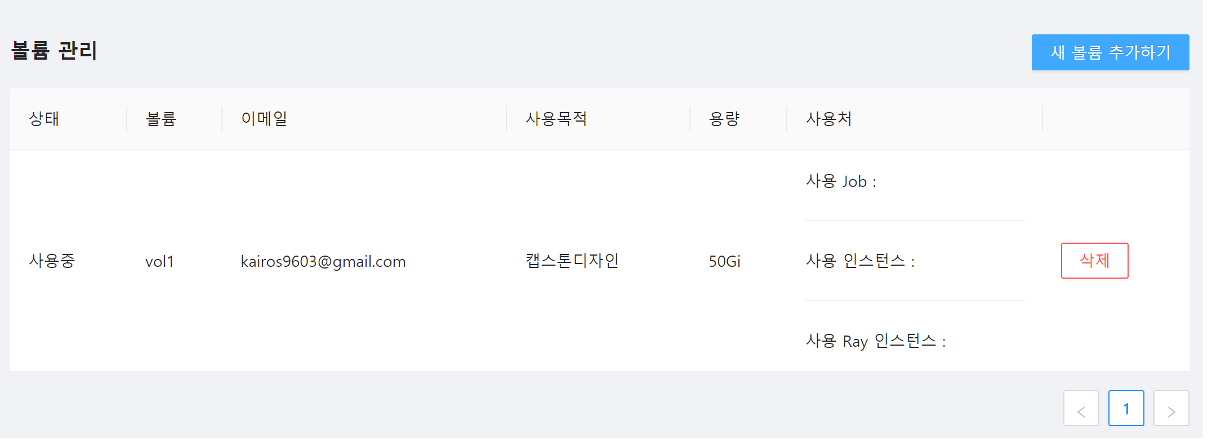 볼륨 관리
새 볼륨 추가하기
상태 볼륨 이메일 사용목적 용량 사용처
사용 Job :
사용중 vol1 kairos9603@gmail.com 캡스톤디자인 50Gi 사용 인스턴스 : 삭제
사용 Ray 인스턴스 :
< 1 >